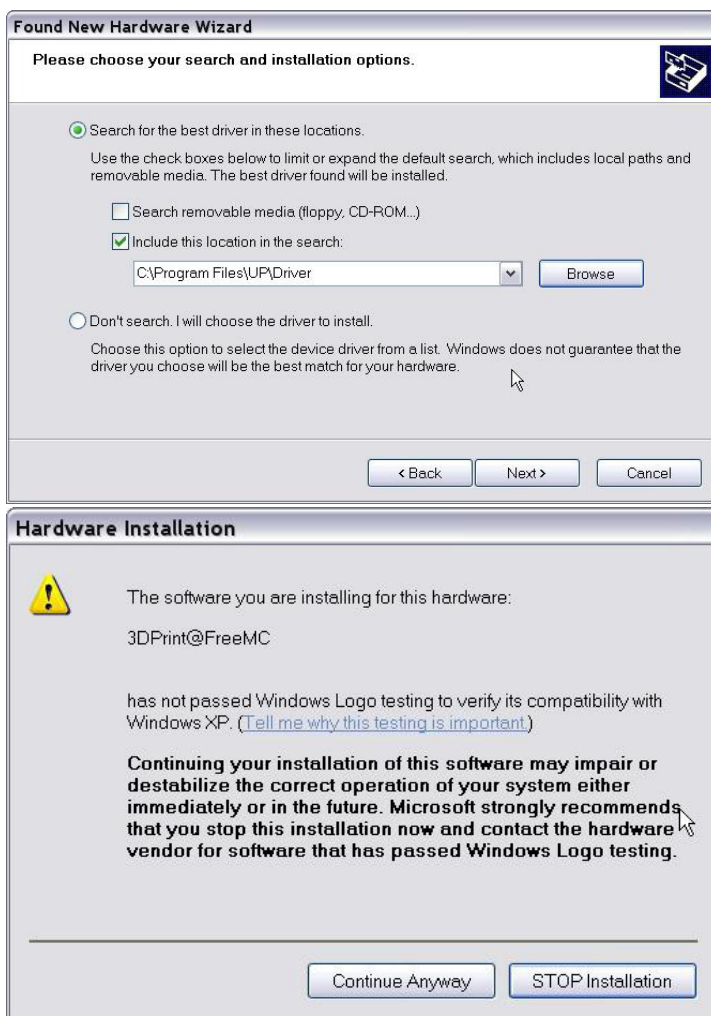 Found New Hardware Wizard
Please choose your search and installation options.
Search for the best driver in these locations.
Use the check boxes below to limit or expand the default search, which includes local paths and
removable media. The best driver found will be installed.
Search removable media (floppy, CD-ROM...)
Include this location in the search:
C:\Program Files\UP\Driver
Browse
Don't search. I will choose the driver to install.
Choose this option to select the device driver from a list. Windows does not guarantee that the
driver you choose will be the best match for your hardware.
< Back
Next >
Cancel
Hardware Installation
The software you are installing for this hardware:
3DPrint@FreeMC
has not passed Windows Logo testing to verify its compatibility with
Windows XP. (Tell me why this testing is important.)
Continuing your installation of this software may impair or
destabilize the correct operation of your system either
immediately or in the future. Microsoft strongly recommends
that you stop this installation now and contact the hardware
vendor for software that has passed Windows Logo testing.
Continue Anyway
STOP Installation